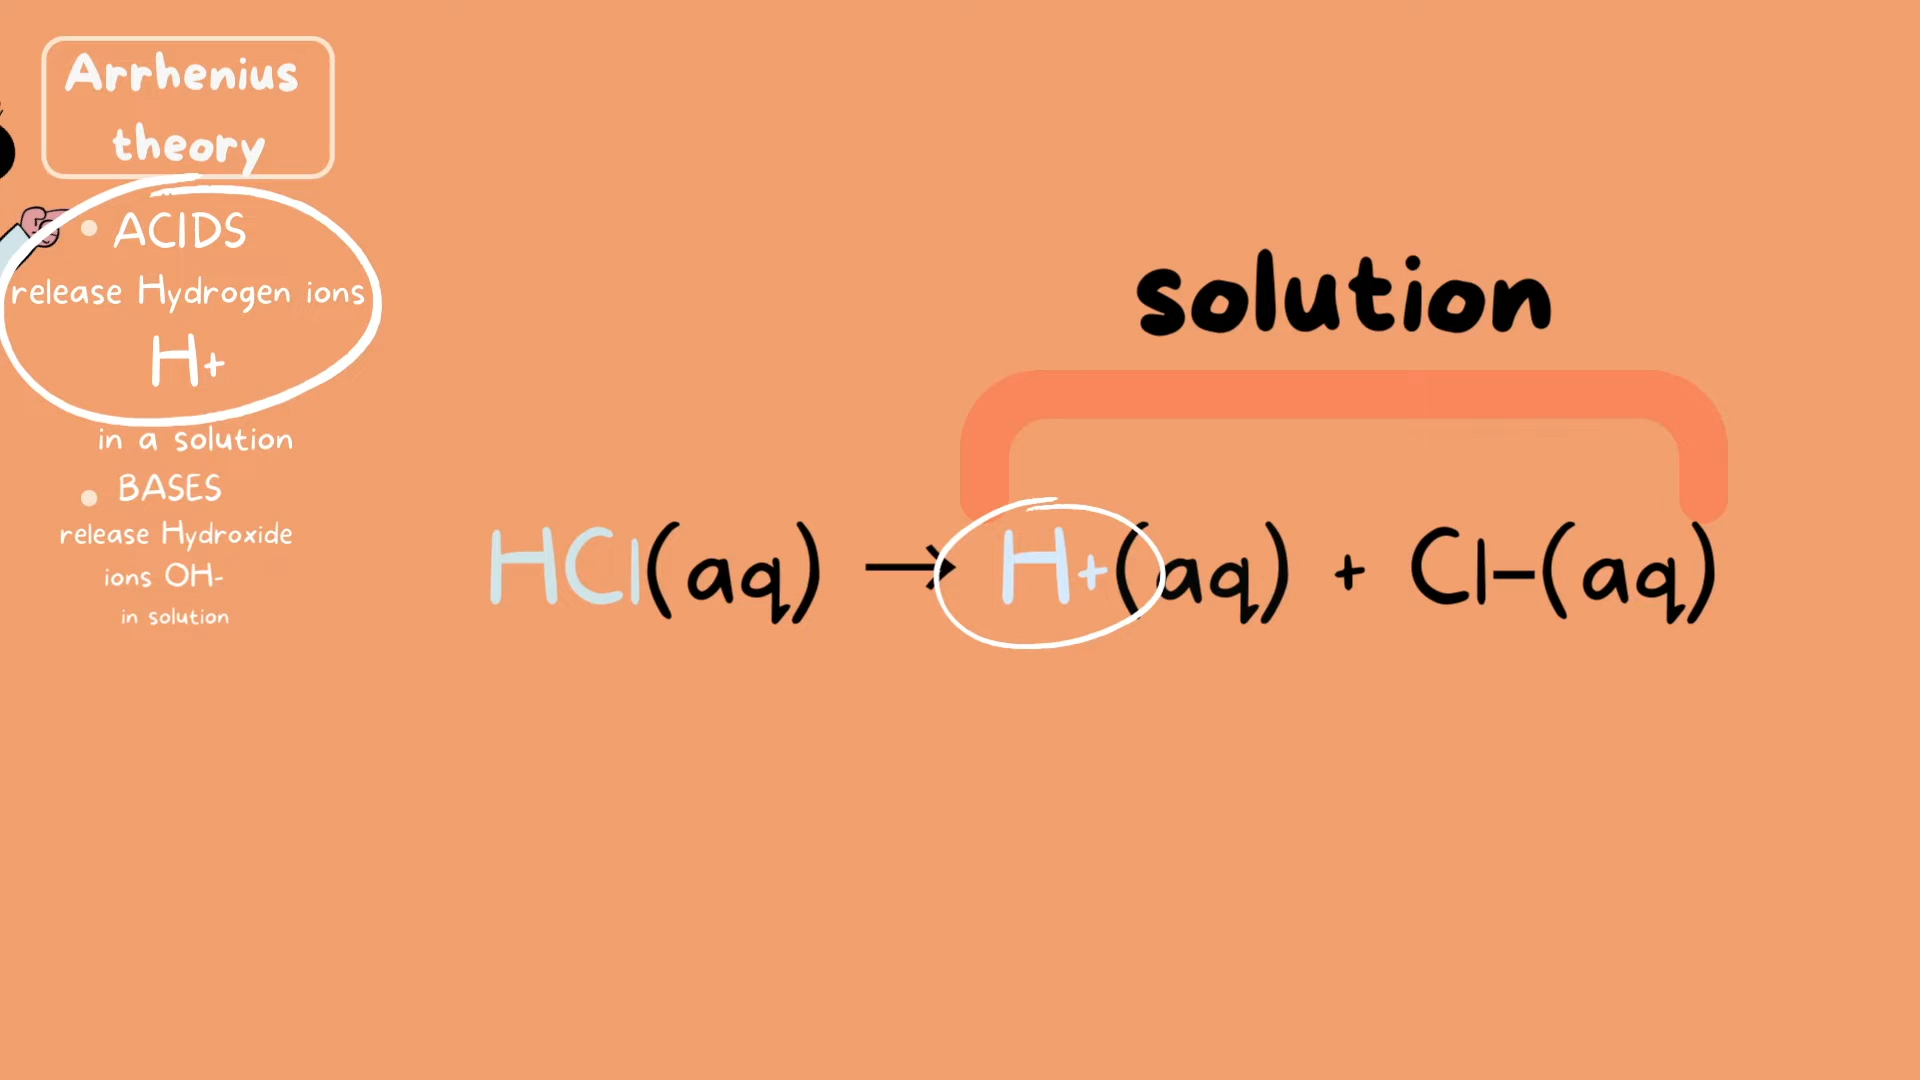 Arrhenius
theory
ACIDS
release Hydrogen ions
H+
in a solution
BASES
release Hydroxide
ions OH-
in solution
solution
HCl(aq) → H+(aq) + Cl-(aq)